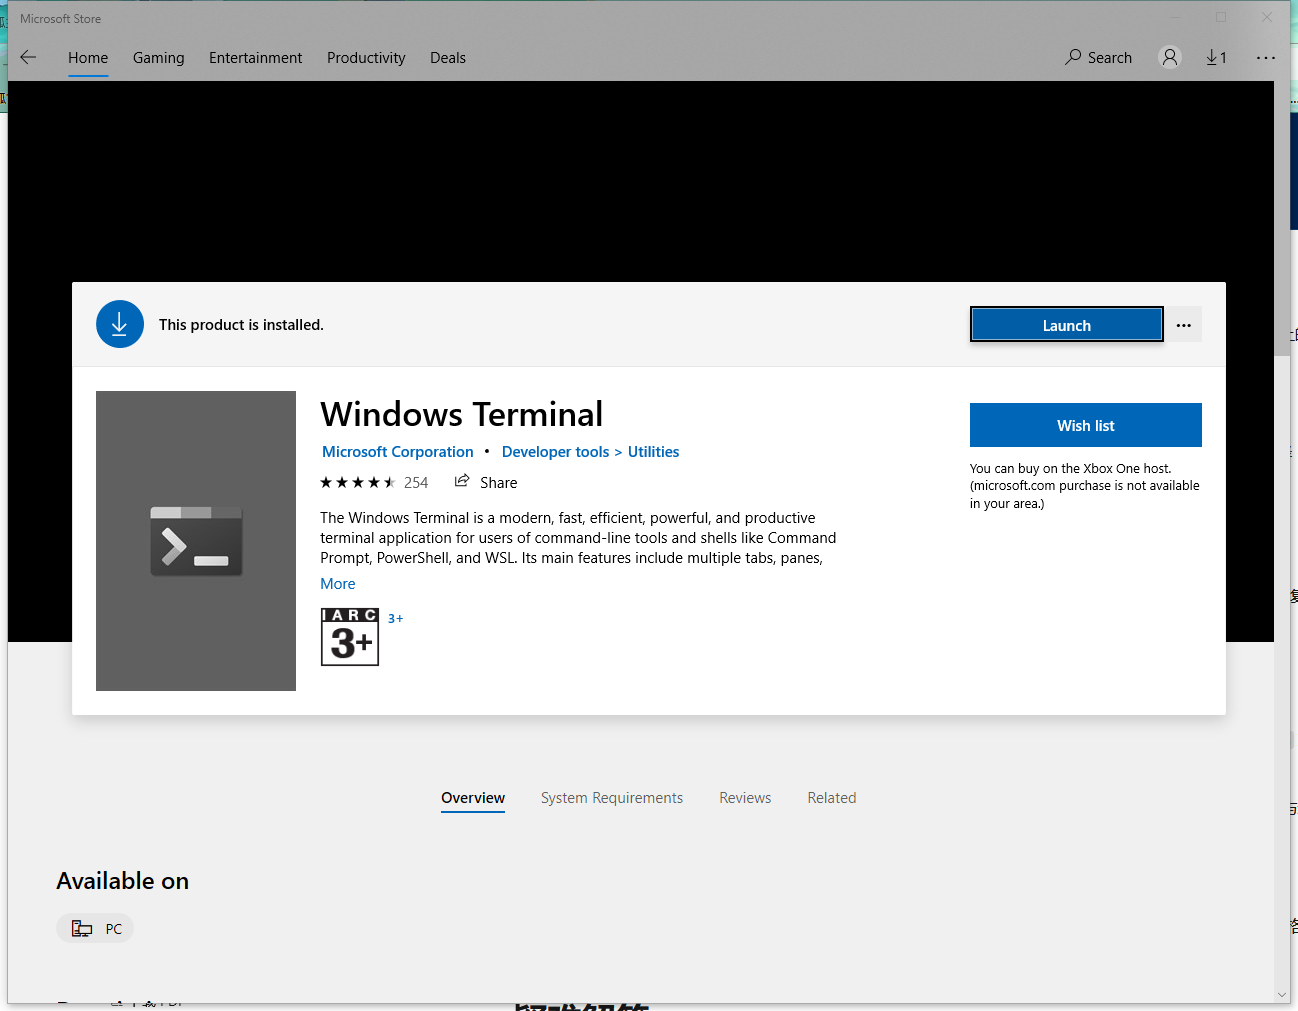 Microsoft Store
Home Gaming Entertainment Productivity Deals Search 1
This product is installed.
Launch
Windows Terminal
Microsoft Corporation • Developer tools > Utilities
254 Share
The Windows Terminal is a modern, fast, efficient, powerful, and productive
terminal application for users of command-line tools and shells like Command
Prompt, PowerShell, and WSL. Its main features include multiple tabs, panes,
More
IARC
3+
3+
Wish list
You can buy on the Xbox One host.
(microsoft.com purchase is not available
in your area.)
Overview System Requirements Reviews Related
Available on
PC